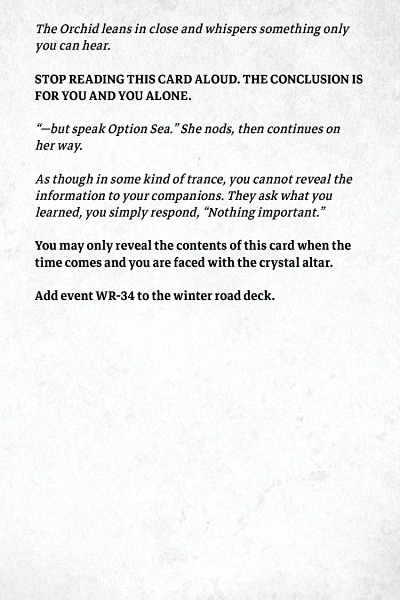 The Orchid leans in close and whispers something only
you can hear.
STOP READING THIS CARD ALOUD. THE CONCLUSION IS
FOR YOU AND YOU ALONE.
“—but speak Option Sea.” She nods, then continues on
her way.
As though in some kind of trance, you cannot reveal the
information to your companions. They ask what you
learned, you simply respond, “Nothing important.”
You may only reveal the contents of this card when the
time comes and you are faced with the crystal altar.
Add event WR-34 to the winter road deck.